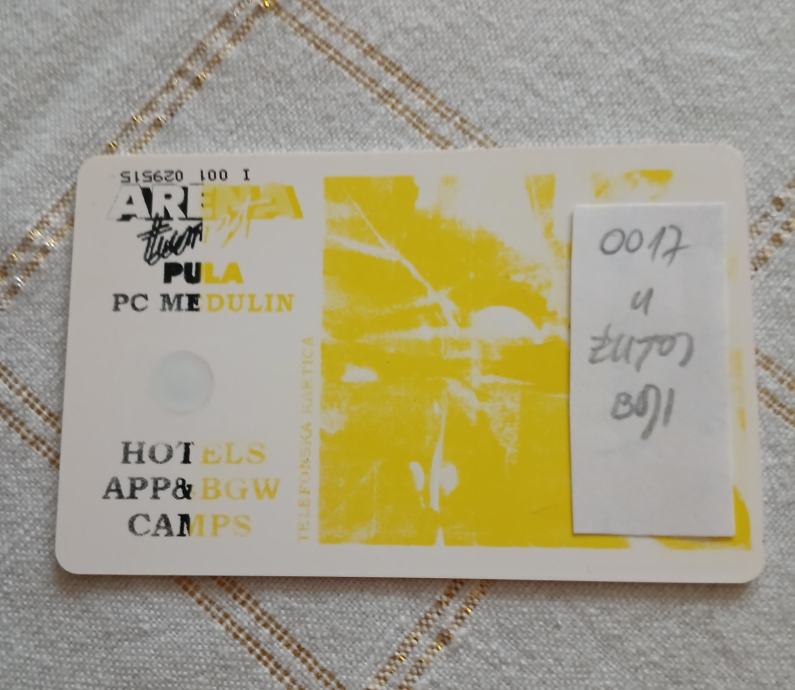 I 001 029515
ARENA
PULA
PC MEDULIN
HOTELS
APP&BGW
CAMPS
TELEFONSKA KARTICA
0017
U
ŽUTOJ
BOJI